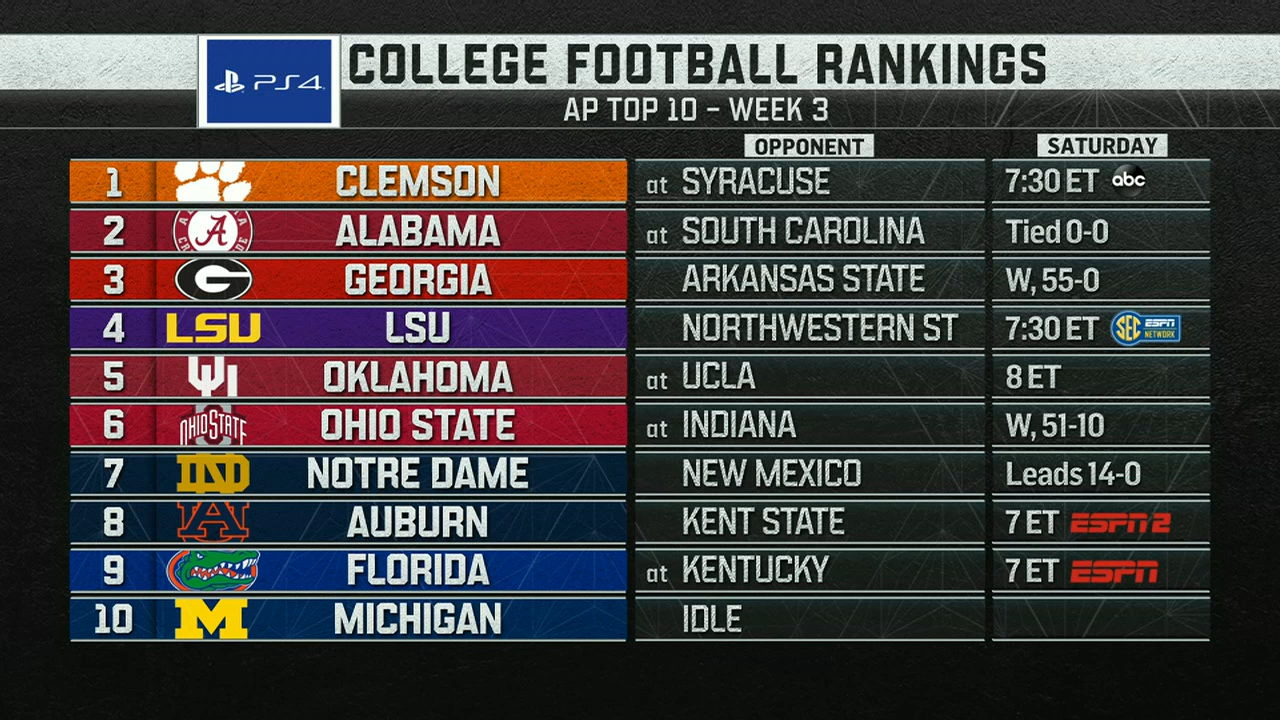 PS4
COLLEGE FOOTBALL RANKINGS
AP TOP 10 – WEEK 3
OPPONENT SATURDAY
1 CLEMSON at SYRACUSE 7:30 ET abc
2 A ALABAMA at SOUTH CAROLINA Tied 0-0
3 G GEORGIA ARKANSAS STATE W, 55-0
4 LSU LSU NORTHWESTERN ST 7:30 ET SEC ESPN NETWORK
5 OU OKLAHOMA at UCLA 8 ET
6 OHIO STATE OHIO STATE at INDIANA W, 51-10
7 ND NOTRE DAME NEW MEXICO Leads 14-0
8 AU AUBURN KENT STATE 7 ET ESPN2
9 FLORIDA at KENTUCKY 7 ET ESPN
10 M MICHIGAN IDLE